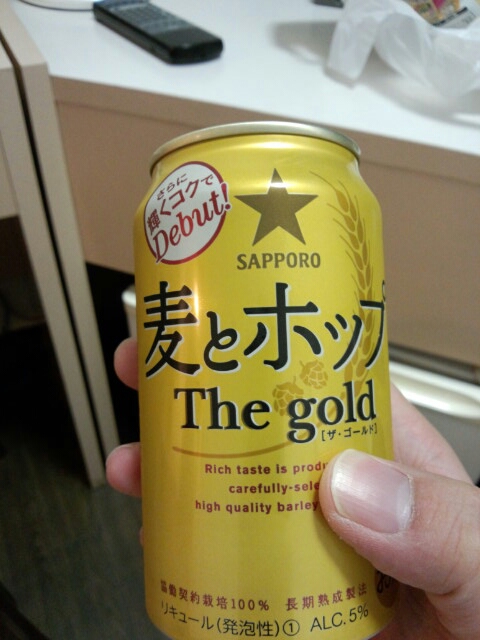 さらに
輝くコクで
Debut!
SAPPORO
麦とホップ
The gold
[ザ・ゴールド]
Rich taste is
carefully-sele
high quality barley
協働契約栽培100% 長期熟成製法
リキュール(発泡性)① ALC.5%